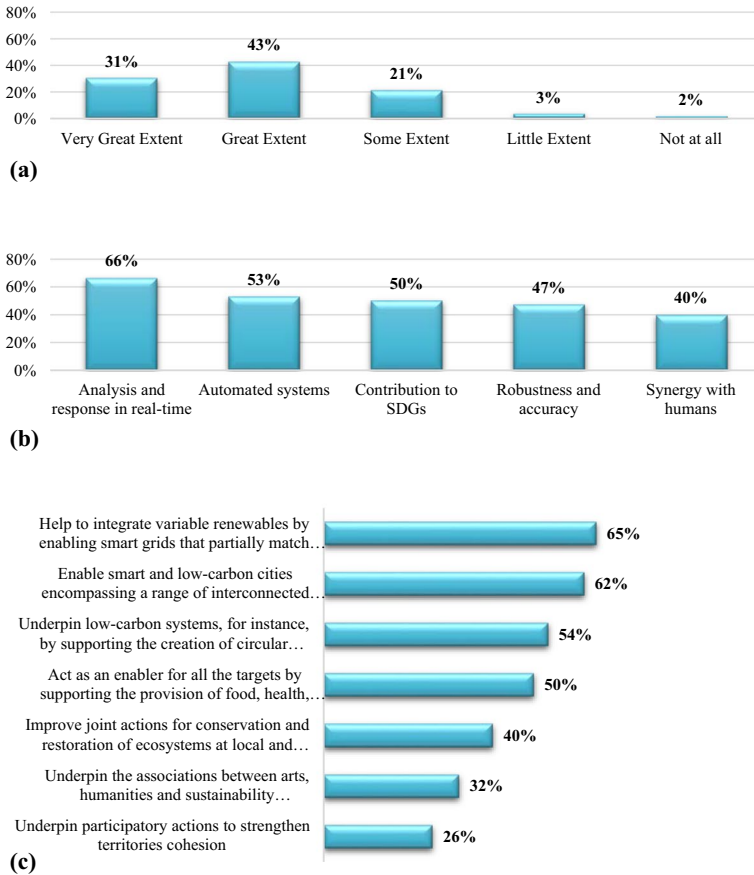 80%
60%
40%
20%
0%
31%
43%
21%
3%
2%
Very Great Extent
Great Extent
Some Extent
Little Extent
Not at all
(a)
80%
60%
40%
20%
0%
66%
53%
50%
47%
40%
Analysis and
response in real-time
Automated systems
Contribution to
SDGs
Robustness and
accuracy
Synergy with
humans
(b)
Help to integrate variable renewables by
enabling smart grids that partially match…
65%
Enable smart and low-carbon cities
encompassing a range of interconnected…
62%
Underpin low-carbon systems, for instance,
by supporting the creation of circular…
54%
Act as an enabler for all the targets by
supporting the provision of food, health,…
50%
Improve joint actions for conservation and
restoration of ecosystems at local and…
40%
Underpin the associations between arts,
humanities and sustainability…
32%
Underpin participatory actions to strengthen
territories cohesion
26%
(c)